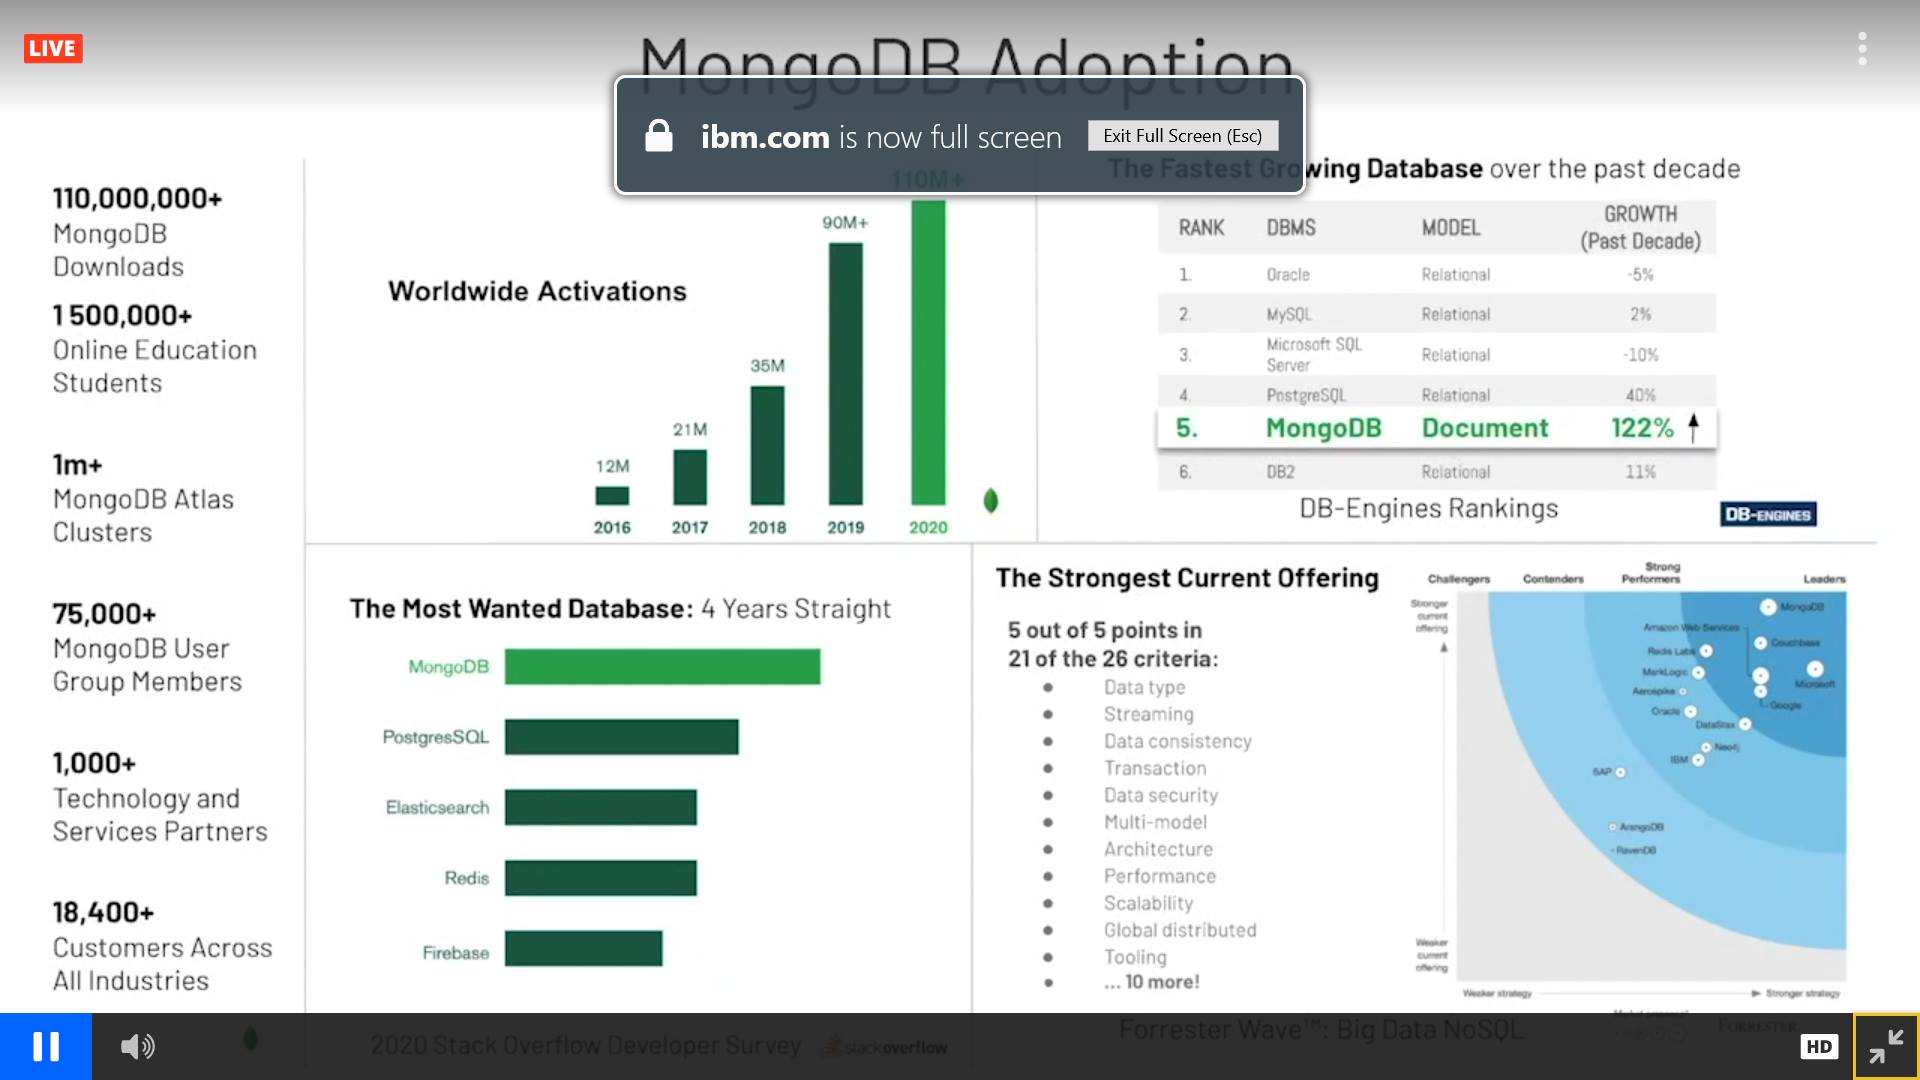 LIVE
MongoDB Adoption
ibm.com is now full screen
Exit Full Screen (Esc)
110,000,000+
MongoDB
Downloads
1 500,000+
Online Education
Students
1m+
MongoDB Atlas
Clusters
75,000+
MongoDB User
Group Members
1,000+
Technology and
Services Partners
18,400+
Customers Across
All Industries
Worldwide Activations
12M
21M
35M
90M+
110M+
2016
2017
2018
2019
2020
The Fastest Growing Database over the past decade
RANK DBMS MODEL GROWTH
(Past Decade)
1. Oracle Relational -5%
2. MySQL Relational 2%
3. Microsoft SQL
Server Relational -10%
4. PostgreSQL Relational 40%
5. MongoDB Document 122%
6. DB2 Relational 11%
DB-Engines Rankings
DB-ENGINES
The Most Wanted Database: 4 Years Straight
MongoDB
PostgresSQL
Elasticsearch
Redis
Firebase
2020 Stack Overflow Developer Survey
stackoverflow
The Strongest Current Offering
5 out of 5 points in
21 of the 26 criteria:
Data type
Streaming
Data consistency
Transaction
Data security
Multi-model
Architecture
Performance
Scalability
Global distributed
Tooling
... 10 more!
Challengers
Contenders
Strong
Performers
Leaders
Stronger
current
offering
MongoDB
Amazon Web Services
Couchbase
Redis Labs
MarkLogic
Microsoft
Aerospike
Google
Oracle
DataStax
Neo4j
IBM
SAP
ArangoDB
RavenDB
Weaker
current
offering
Weaker strategy
Stronger strategy
Forrester Wave™: Big Data NoSQL
FORRESTER
HD